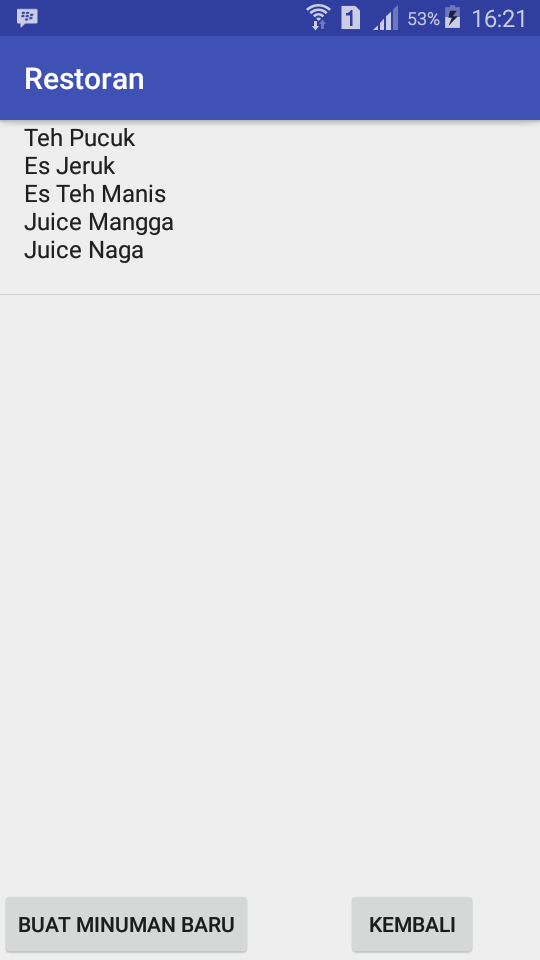 1 53% 16:21
Restoran
Teh Pucuk
Es Jeruk
Es Teh Manis
Juice Mangga
Juice Naga
BUAT MINUMAN BARU KEMBALI